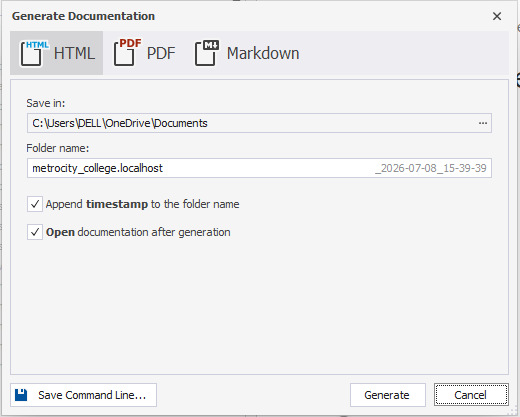 Generate Documentation
HTML HTML PDF PDF M↓ Markdown
Save in:
C:\Users\DELL\OneDrive\Documents ...
Folder name:
metrocity_college.localhost _2026-07-08_15-39-39
Append timestamp to the folder name
Open documentation after generation
Save Command Line... Generate Cancel